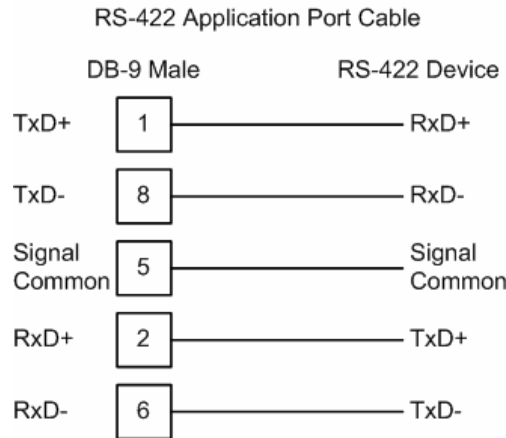 RS-422 Application Port Cable
DB-9 Male RS-422 Device
TxD+ 1 RxD+
TxD- 8 RxD-
Signal Common 5 Signal Common
RxD+ 2 TxD+
RxD- 6 TxD-